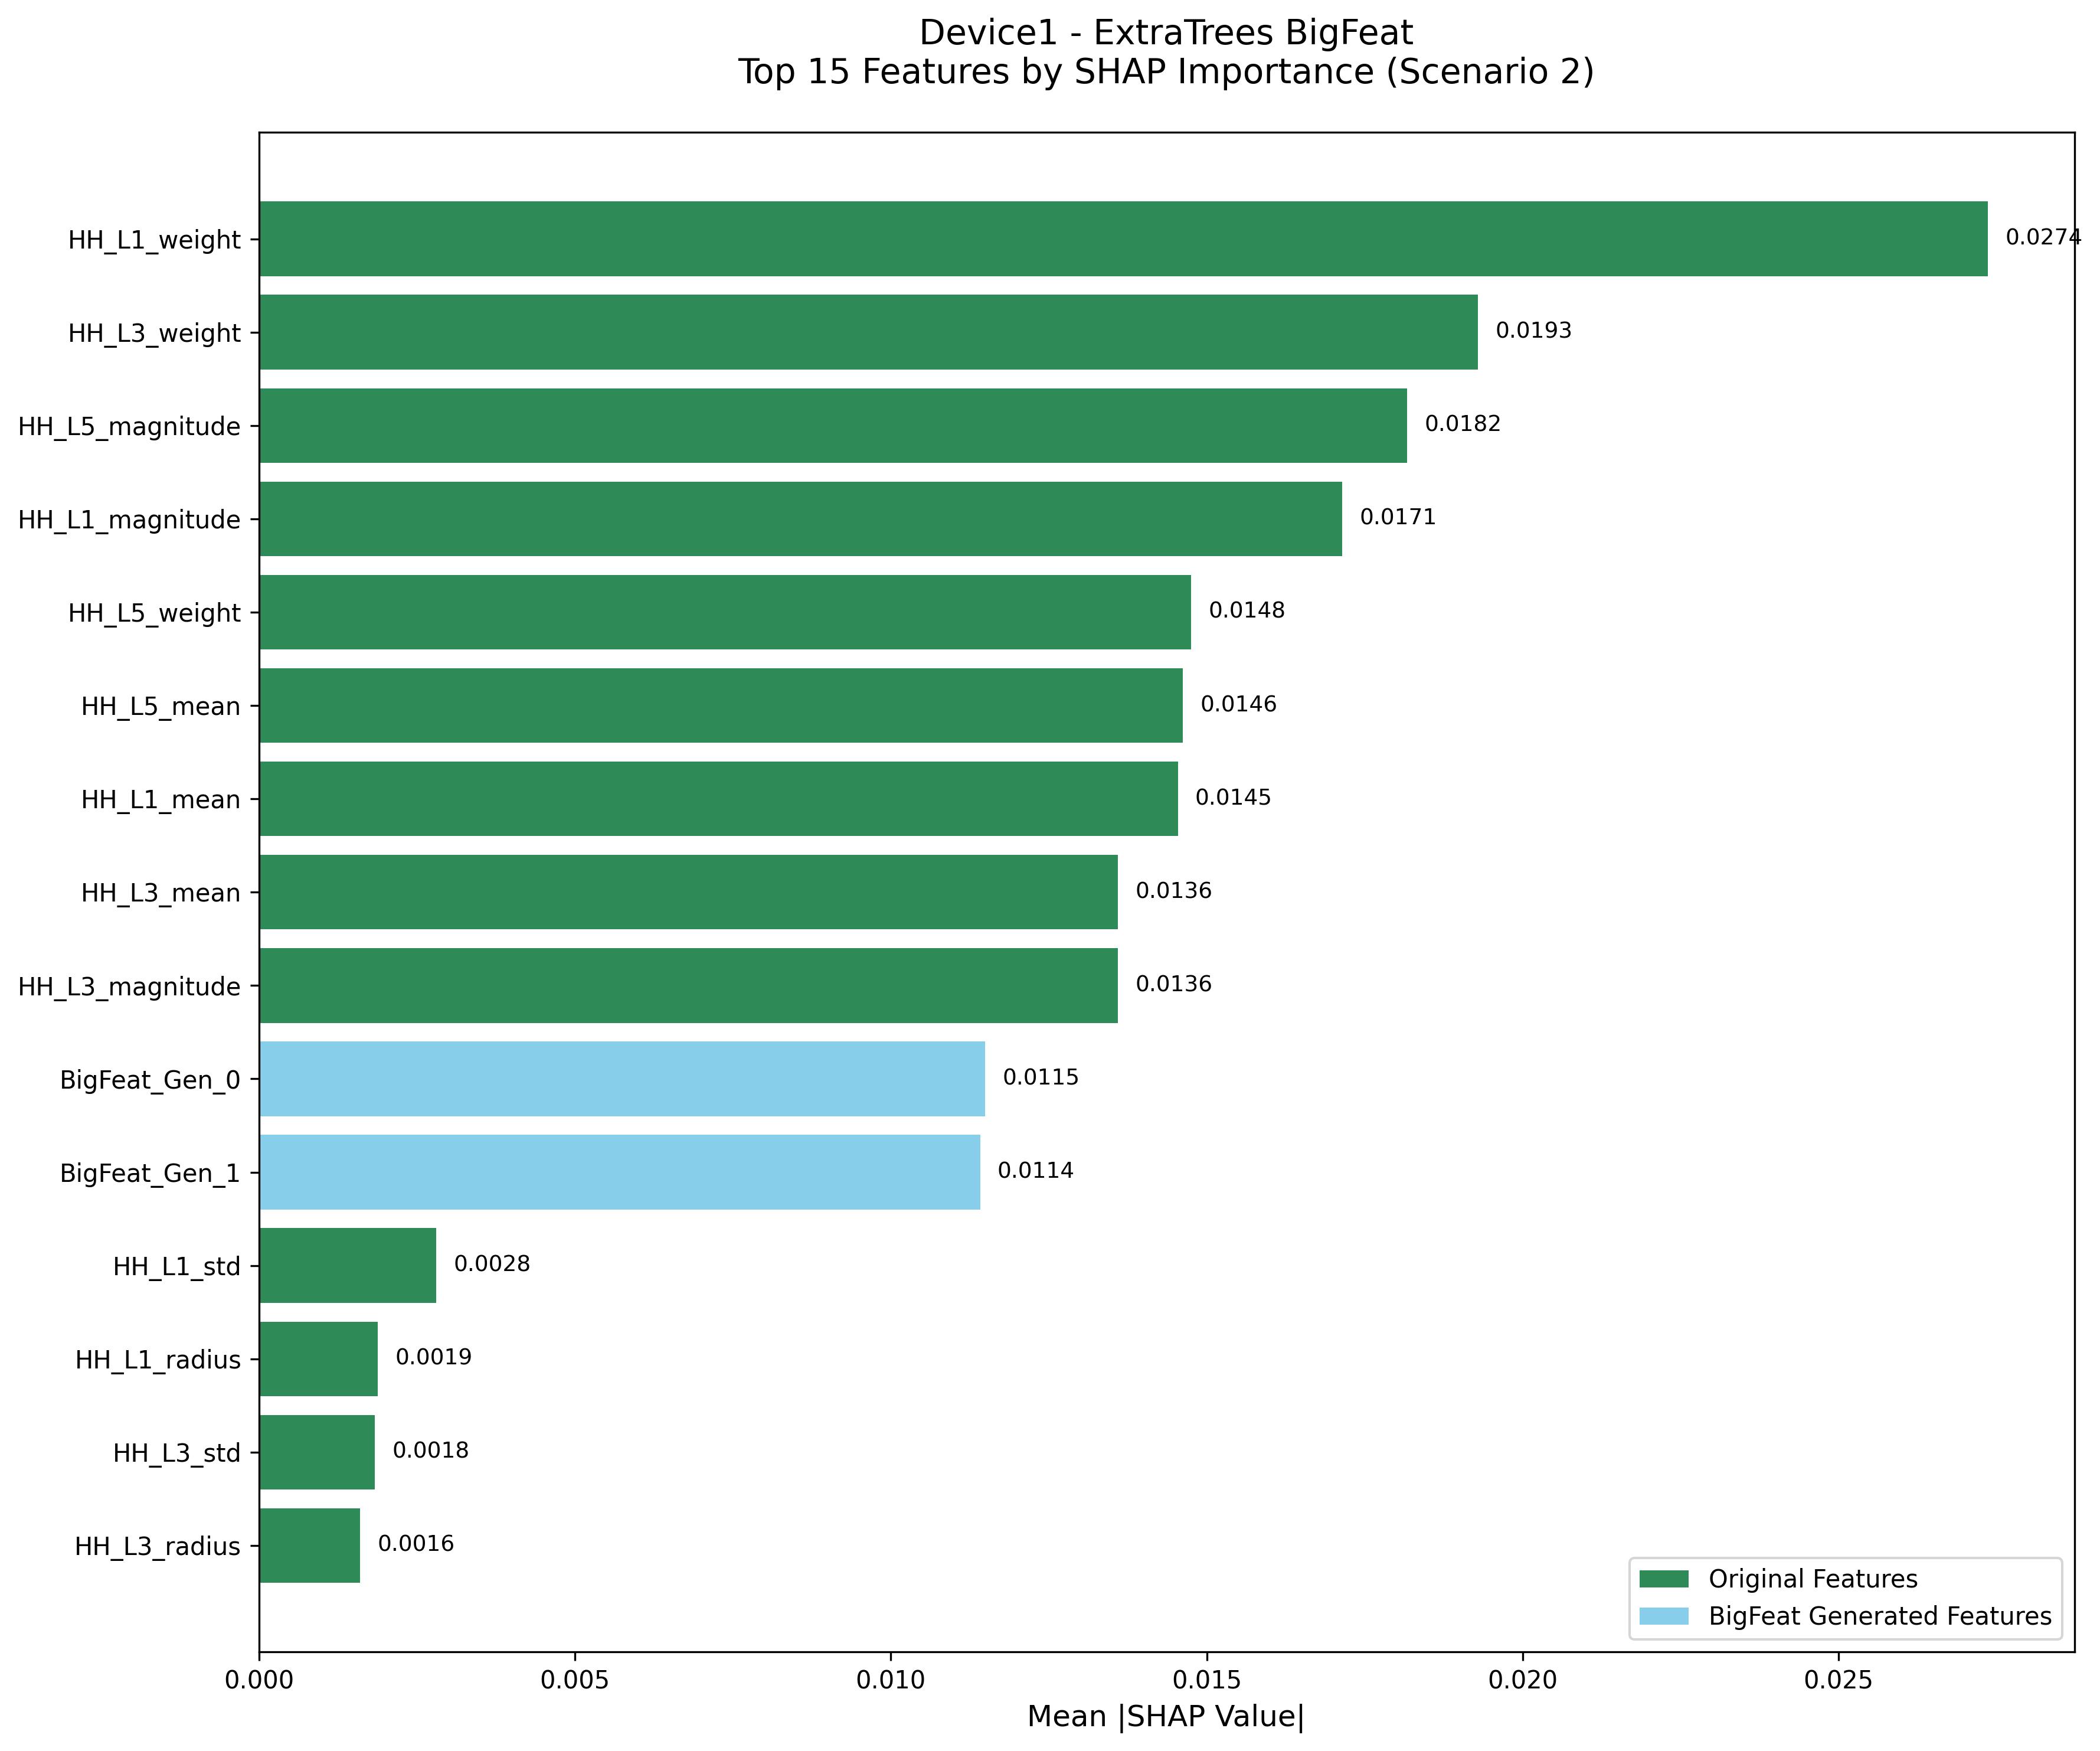 Device1 - ExtraTrees BigFeat
Top 15 Features by SHAP Importance (Scenario 2)
HH_L1_weight 0.0274
HH_L3_weight 0.0193
HH_L5_magnitude 0.0182
HH_L1_magnitude 0.0171
HH_L5_weight 0.0148
HH_L5_mean 0.0146
HH_L1_mean 0.0145
HH_L3_mean 0.0136
HH_L3_magnitude 0.0136
BigFeat_Gen_0 0.0115
BigFeat_Gen_1 0.0114
HH_L1_std 0.0028
HH_L1_radius 0.0019
HH_L3_std 0.0018
HH_L3_radius 0.0016
Original Features
BigFeat Generated Features
0.000 0.005 0.010 0.015 0.020 0.025
Mean |SHAP Value|